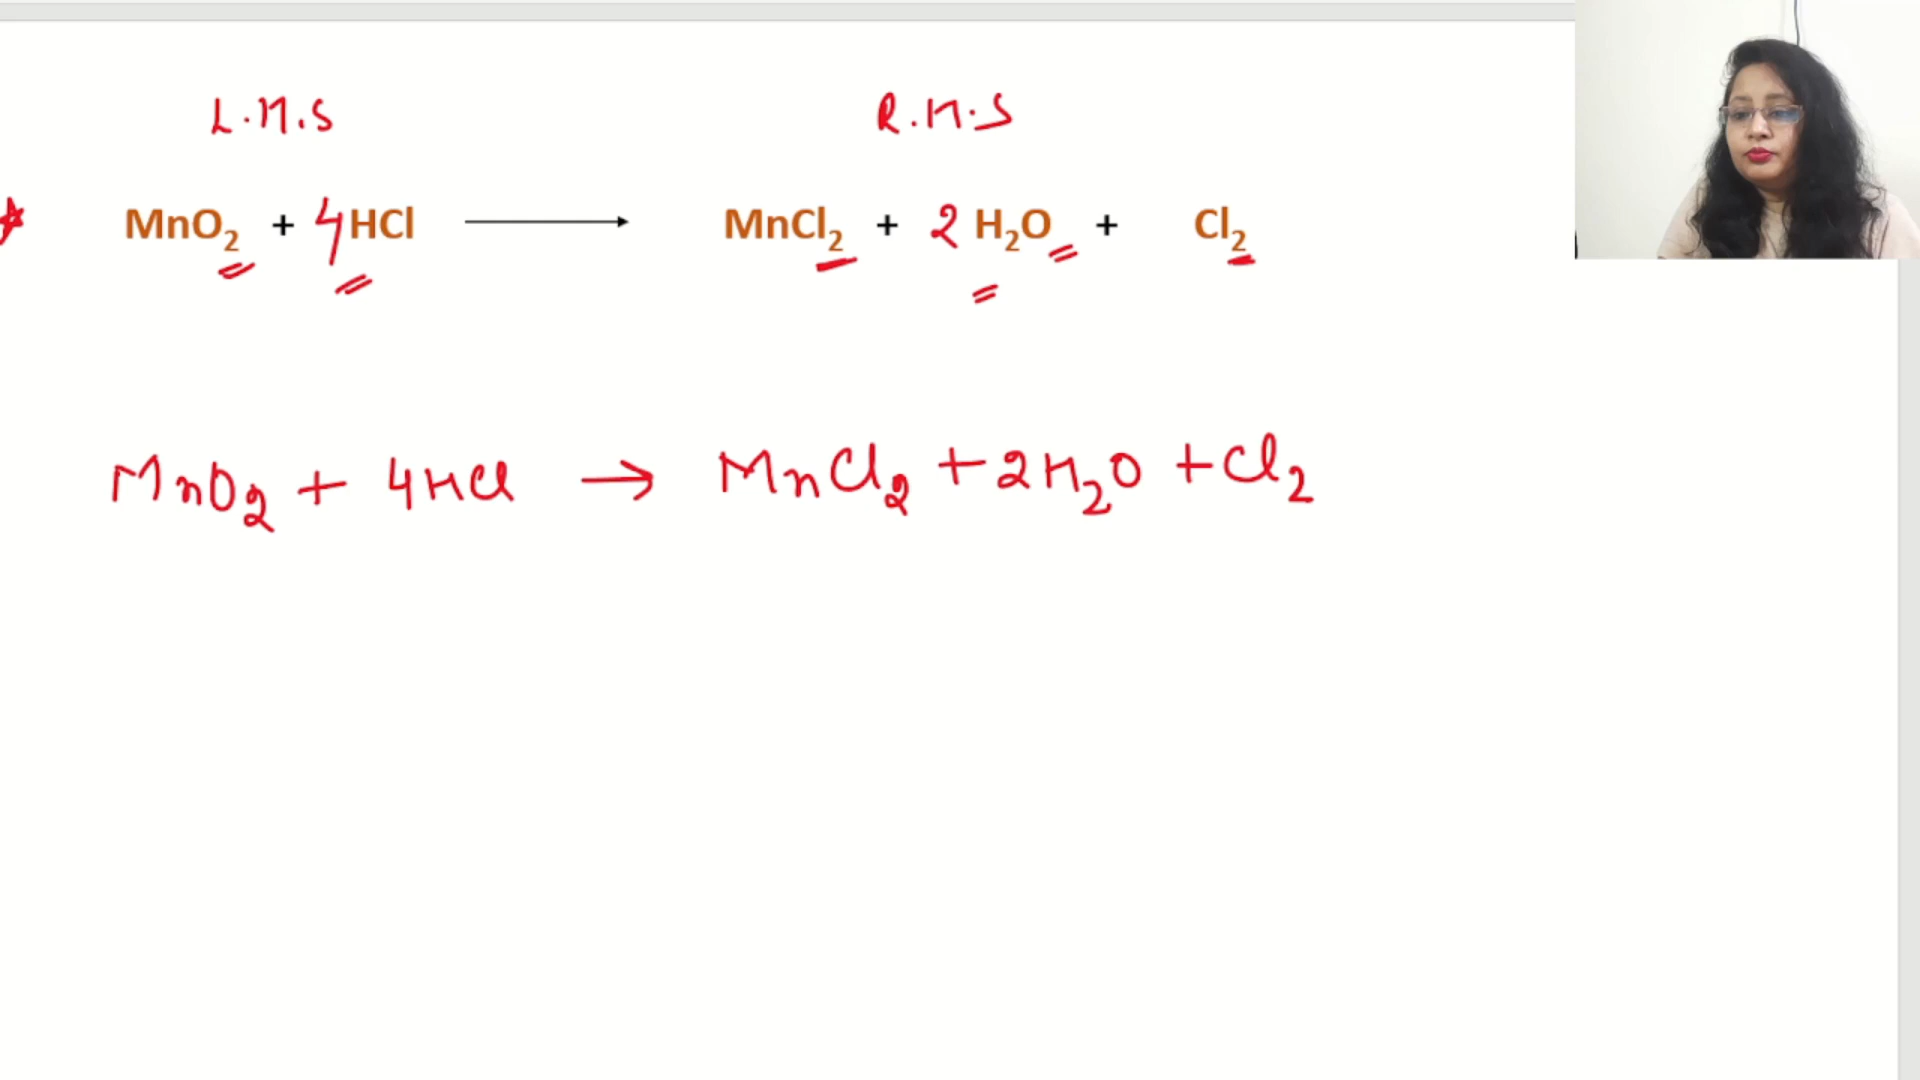 L.H.S R.H.S
MnO₂ + 4HCl ⟶ MnCl₂ + 2 H₂O + Cl₂
MnO₂ + 4HCl → MnCl₂ + 2H₂O + Cl₂